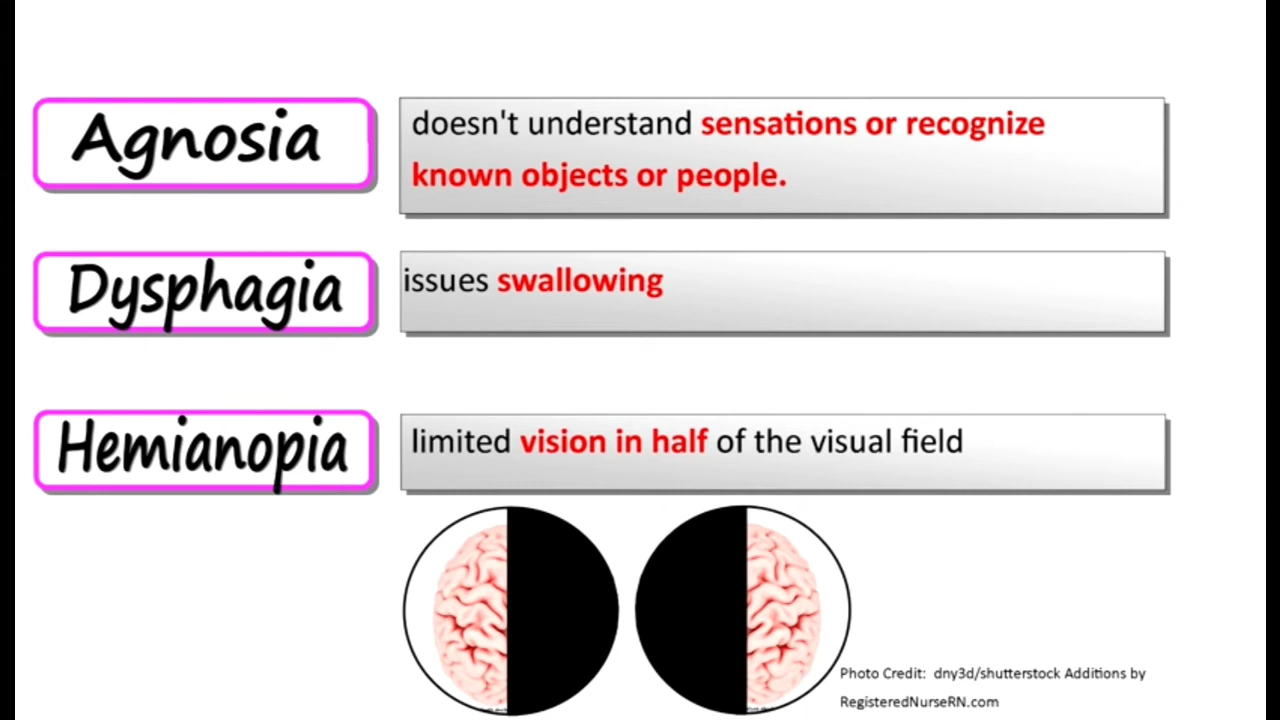 Agnosia
doesn't understand sensations or recognize
known objects or people.
Dysphagia
issues swallowing
Hemianopia
limited vision in half of the visual field
Photo Credit: dny3d/shutterstock Additions by
RegisteredNurseRN.com